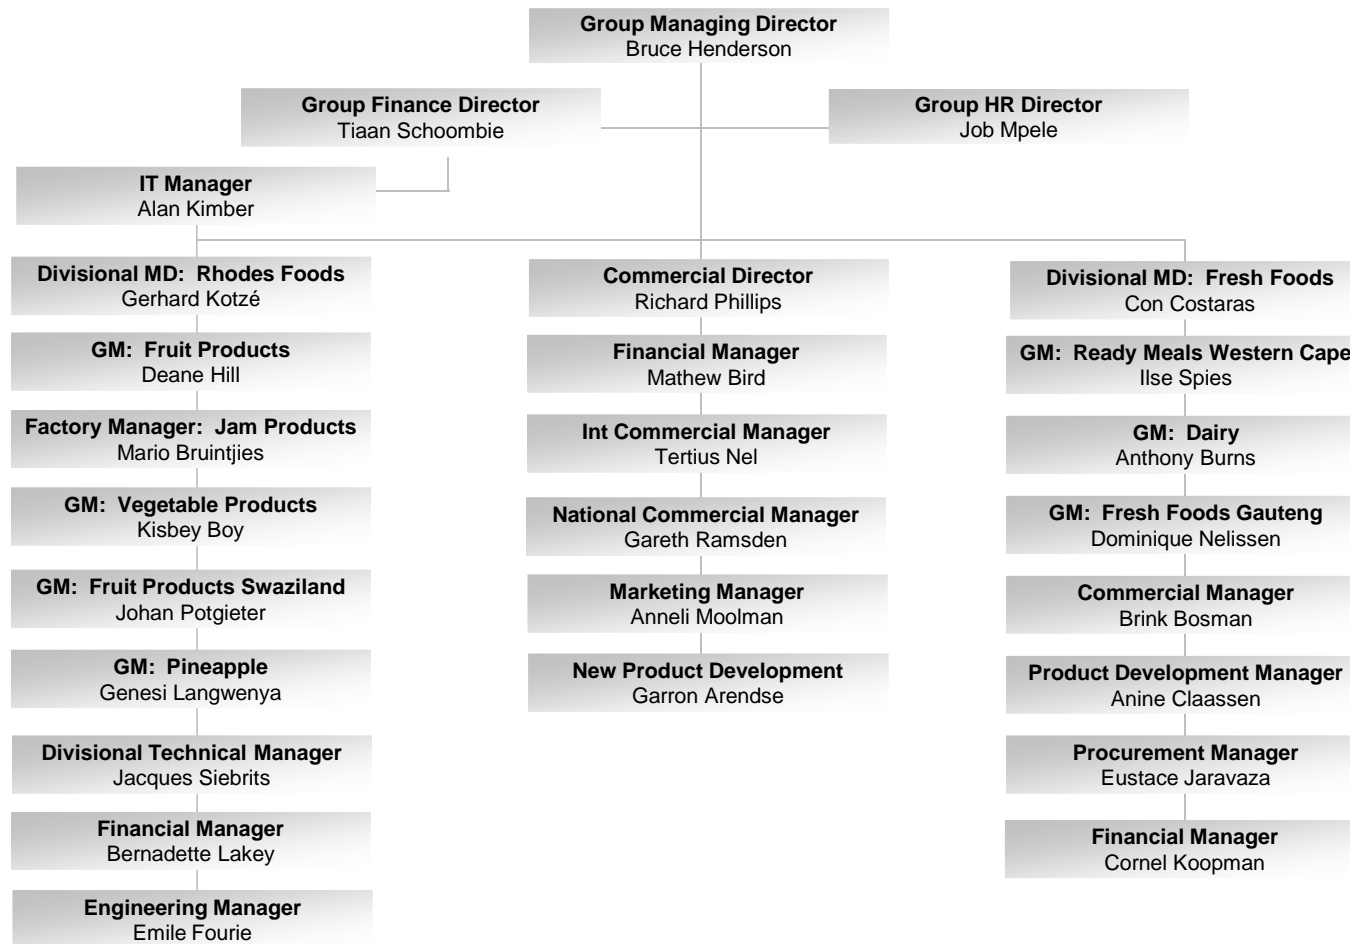 Group Managing Director
Bruce Henderson
Group Finance Director
Tiaan Schoombie
Group HR Director
Job Mpele
IT Manager
Alan Kimber
Divisional MD:  Rhodes Foods
Gerhard Kotzé
GM:  Fruit Products
Deane Hill
Factory Manager:  Jam Products
Mario Bruintjies
GM:  Vegetable Products
Kisbey Boy
GM:  Fruit Products Swaziland
Johan Potgieter
GM:  Pineapple
Genesi Langwenya
Divisional Technical Manager
Jacques Siebrits
Financial Manager
Bernadette Lakey
Engineering Manager
Emile Fourie
Commercial Director
Richard Phillips
Financial Manager
Mathew Bird
Int Commercial Manager
Tertius Nel
National Commercial Manager
Gareth Ramsden
Marketing Manager
Anneli Moolman
New Product Development
Garron Arendse
Divisional MD:  Fresh Foods
Con Costaras
GM:  Ready Meals Western Cape
Ilse Spies
GM:  Dairy
Anthony Burns
GM:  Fresh Foods Gauteng
Dominique Nelissen
Commercial Manager
Brink Bosman
Product Development Manager
Anine Claassen
Procurement Manager
Eustace Jaravaza
Financial Manager
Cornel Koopman